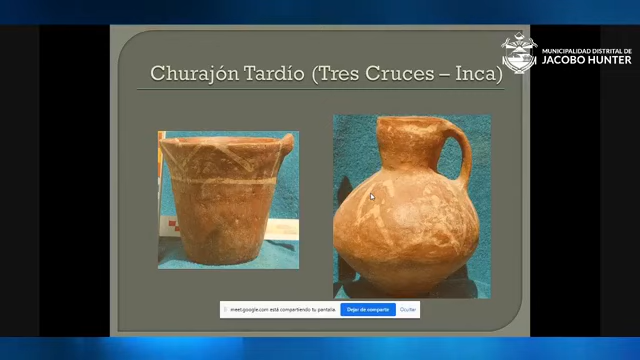 MUNICIPALIDAD DISTRITAL DE
JACOBO HUNTER
Churajón Tardío (Tres Cruces – Inca)
meet.google.com está compartiendo tu pantalla.
Dejar de compartir
Ocultar